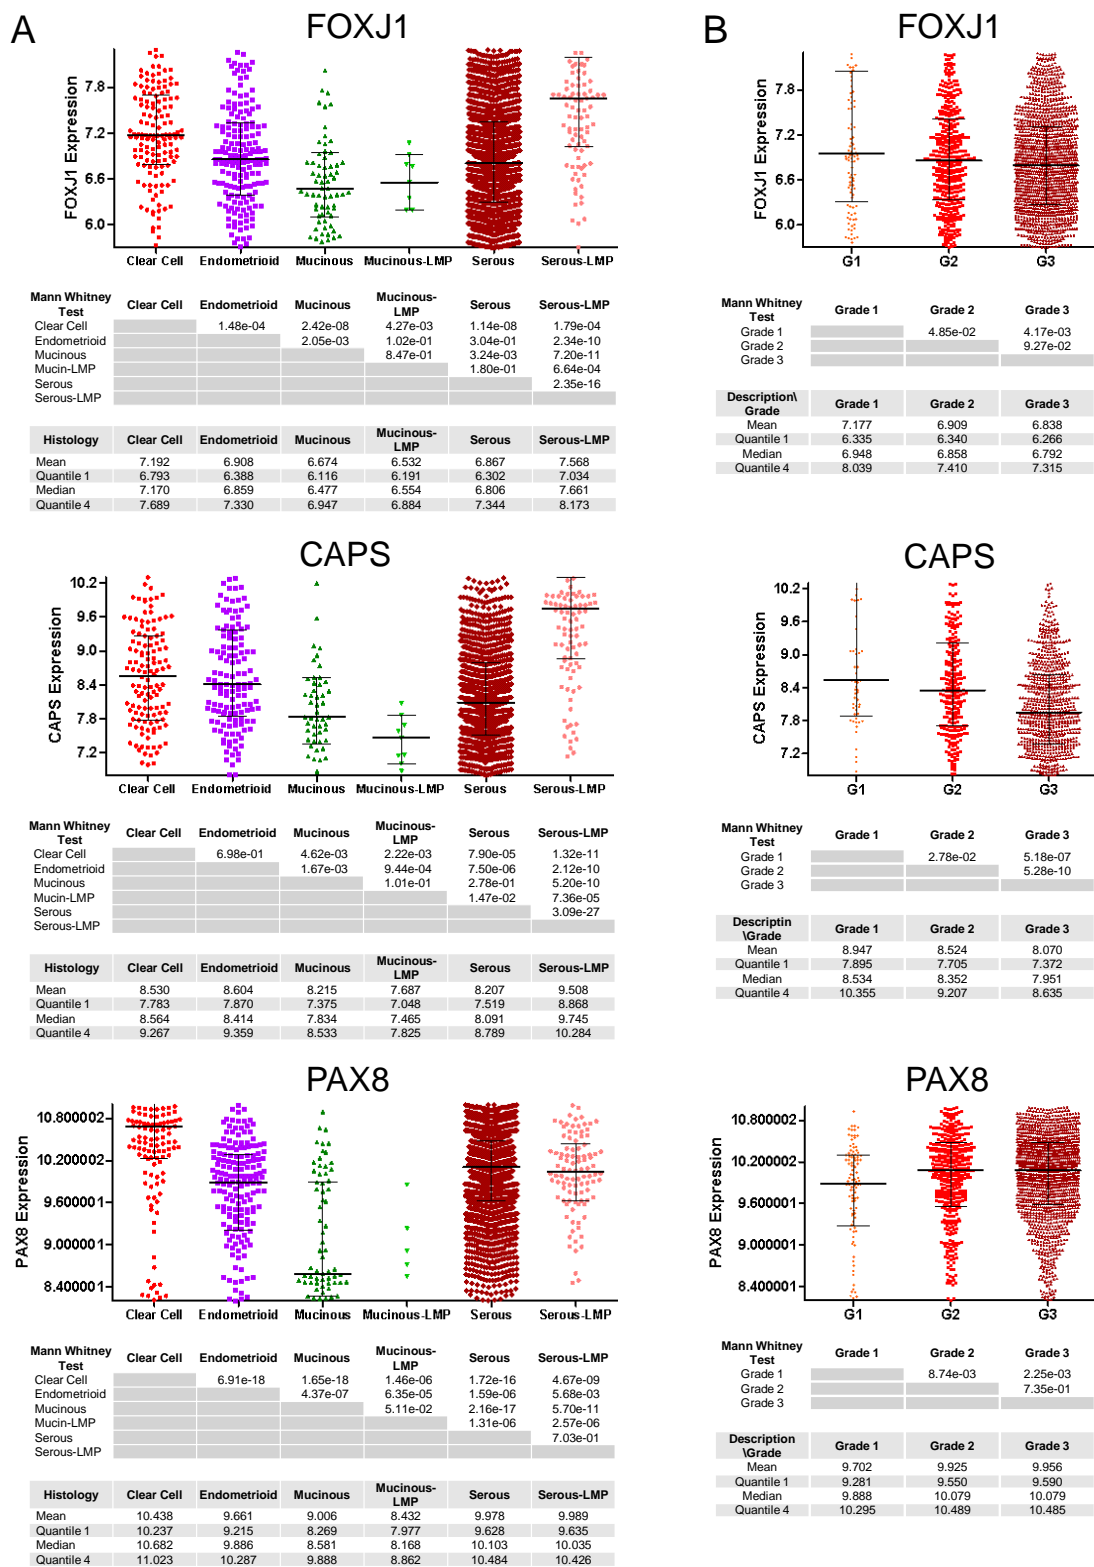 A
FOXJ1
FOXJ1 Expression
7.8
7.2
6.6
6.0
Clear Cell Endometrioid Mucinous Mucinous-LMP Serous Serous-LMP
Mann Whitney Test Clear Cell Endometrioid Mucinous Mucinous-LMP Serous Serous-LMP
Clear Cell 1.48e-04 2.42e-08 4.27e-03 1.14e-08 1.79e-04
Endometrioid 2.05e-03 1.02e-01 3.04e-01 2.34e-10
Mucinous 8.47e-01 3.24e-03 7.20e-11
Mucin-LMP 1.80e-01 6.64e-04
Serous 2.35e-16
Serous-LMP
Histology Clear Cell Endometrioid Mucinous Mucinous-LMP Serous Serous-LMP
Mean 7.192 6.908 6.674 6.532 6.867 7.568
Quantile 1 6.793 6.388 6.116 6.191 6.302 7.034
Median 7.170 6.859 6.477 6.554 6.806 7.661
Quantile 4 7.689 7.330 6.947 6.884 7.344 8.173
CAPS
CAPS Expression
10.2
9.6
9.0
8.4
7.8
7.2
Clear Cell Endometrioid Mucinous Mucinous-LMP Serous Serous-LMP
Mann Whitney Test Clear Cell Endometrioid Mucinous Mucinous-LMP Serous Serous-LMP
Clear Cell 6.98e-01 4.62e-03 2.22e-03 7.90e-05 1.32e-11
Endometrioid 1.67e-03 9.44e-04 7.50e-06 2.12e-10
Mucinous 1.01e-01 2.78e-01 5.20e-10
Mucin-LMP 1.47e-02 7.36e-05
Serous 3.09e-27
Serous-LMP
Histology Clear Cell Endometrioid Mucinous Mucinous-LMP Serous Serous-LMP
Mean 8.530 8.604 8.215 7.687 8.207 9.508
Quantile 1 7.783 7.870 7.375 7.048 7.519 8.868
Median 8.564 8.414 7.834 7.465 8.091 9.745
Quantile 4 9.267 9.359 8.533 7.825 8.789 10.284
PAX8
PAX8 Expression
10.800002
10.200002
9.600001
9.000001
8.400001
Clear Cell Endometrioid Mucinous Mucinous-LMP Serous Serous-LMP
Mann Whitney Test Clear Cell Endometrioid Mucinous Mucinous-LMP Serous Serous-LMP
Clear Cell 6.91e-18 1.65e-18 1.46e-06 1.72e-16 4.67e-09
Endometrioid 4.37e-07 6.35e-05 1.59e-06 5.68e-03
Mucinous 5.11e-02 2.16e-17 5.70e-11
Mucin-LMP 1.31e-06 2.57e-06
Serous 7.03e-01
Serous-LMP
Histology Clear Cell Endometrioid Mucinous Mucinous-LMP Serous Serous-LMP
Mean 10.438 9.661 9.006 8.432 9.978 9.989
Quantile 1 10.237 9.215 8.269 7.977 9.628 9.635
Median 10.682 9.886 8.581 8.168 10.103 10.035
Quantile 4 11.023 10.287 9.888 8.862 10.484 10.426
B
FOXJ1
FOXJ1 Expression
7.8
7.2
6.6
6.0
G1 G2 G3
Mann Whitney Test Grade 1 Grade 2 Grade 3
Grade 1 4.85e-02 4.17e-03
Grade 2 9.27e-02
Grade 3
Description\ Grade Grade 1 Grade 2 Grade 3
Mean 7.177 6.909 6.838
Quantile 1 6.335 6.340 6.266
Median 6.948 6.858 6.792
Quantile 4 8.039 7.410 7.315
CAPS
CAPS Expression
10.2
9.6
9.0
8.4
7.8
7.2
G1 G2 G3
Mann Whitney Test Grade 1 Grade 2 Grade 3
Grade 1 2.78e-02 5.18e-07
Grade 2 5.28e-10
Grade 3
Descriptin \Grade Grade 1 Grade 2 Grade 3
Mean 8.947 8.524 8.070
Quantile 1 7.895 7.705 7.372
Median 8.534 8.352 7.951
Quantile 4 10.355 9.207 8.635
PAX8
PAX8 Expression
10.800002
10.200002
9.600001
9.000001
8.400001
G1 G2 G3
Mann Whitney Test Grade 1 Grade 2 Grade 3
Grade 1 8.74e-03 2.25e-03
Grade 2 7.35e-01
Grade 3
Description \Grade Grade 1 Grade 2 Grade 3
Mean 9.702 9.925 9.956
Quantile 1 9.281 9.550 9.590
Median 9.888 10.079 10.079
Quantile 4 10.295 10.489 10.485